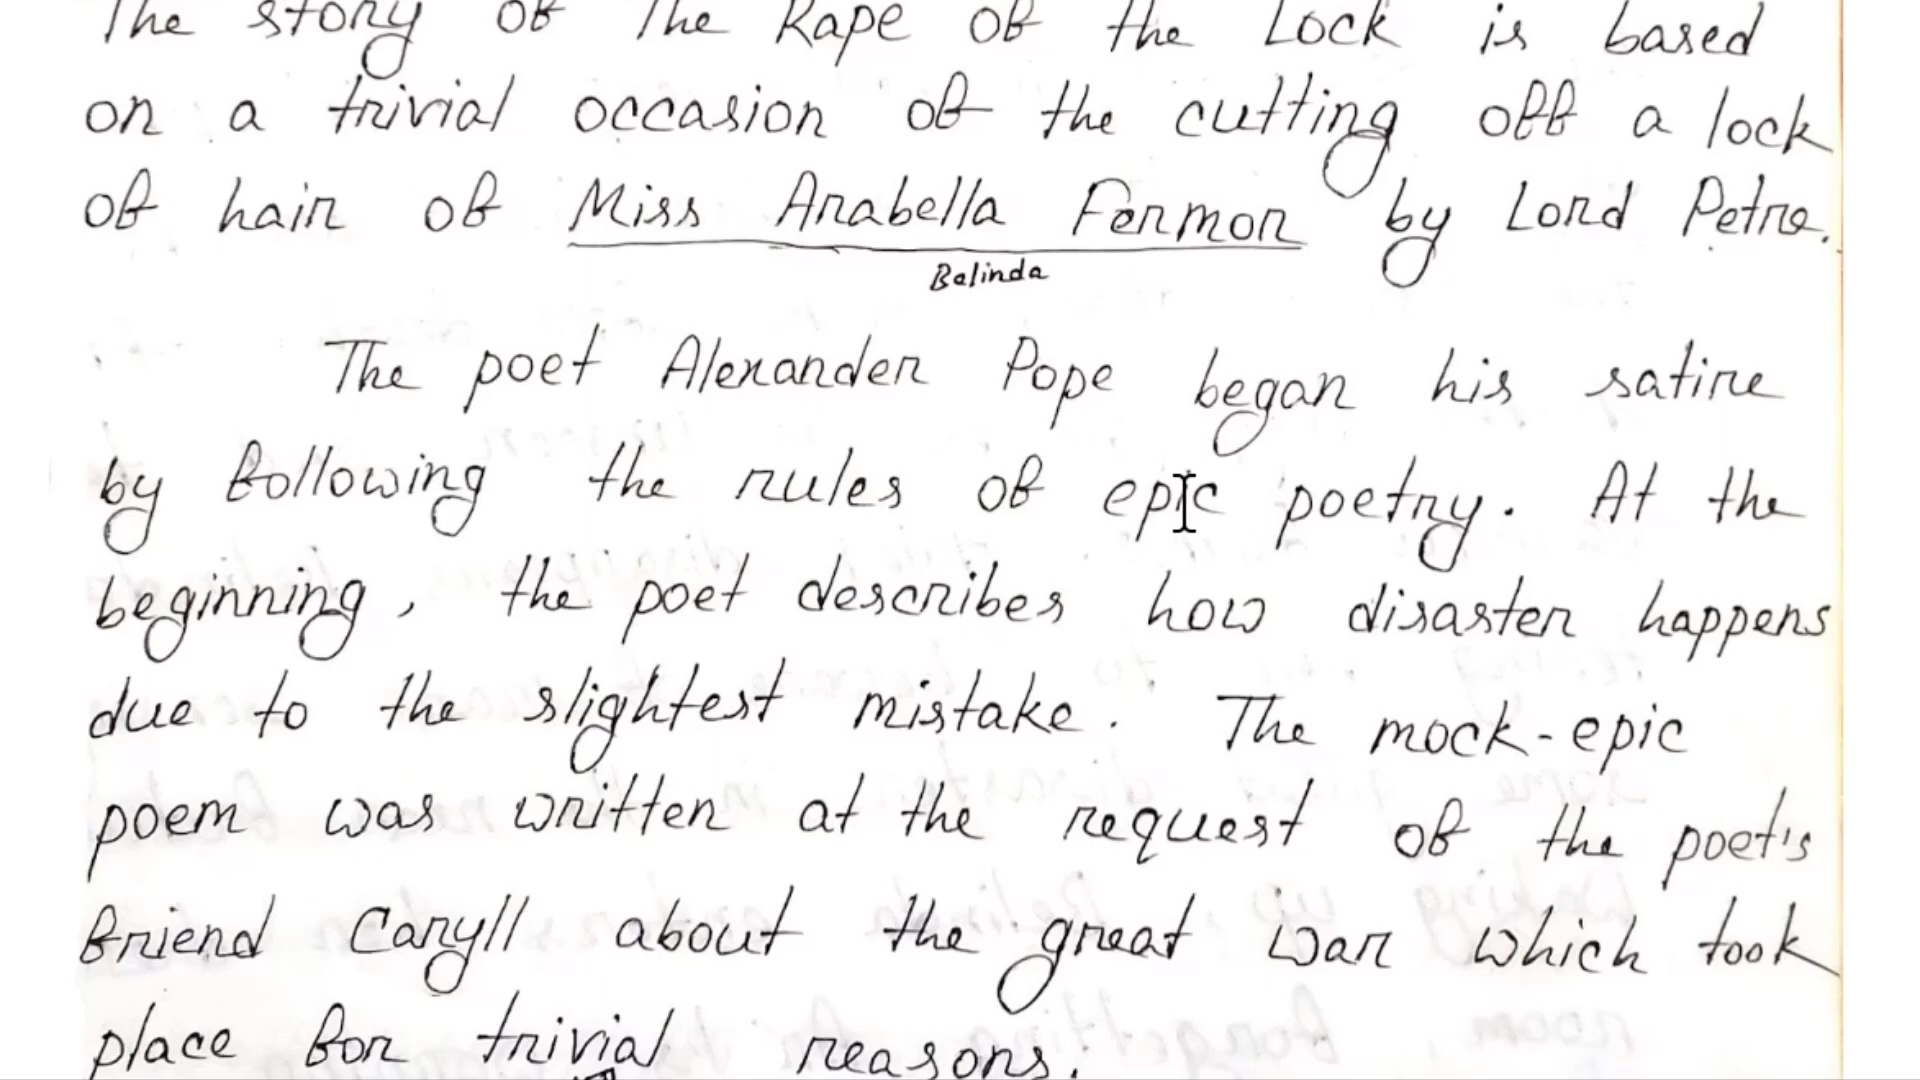 The story of The Rape of the Lock is based
on a trivial occasion of the cutting off a lock
of hair of Miss Arabella Fermor by Lord Petre.
Belinda
The poet Alexander Pope began his satire
by following the rules of epic poetry. At the
beginning, the poet describes how disaster happens
due to the slightest mistake. The mock-epic
poem was written at the request of the poet's
friend Caryll about the great war which took
place for trivial reasons.